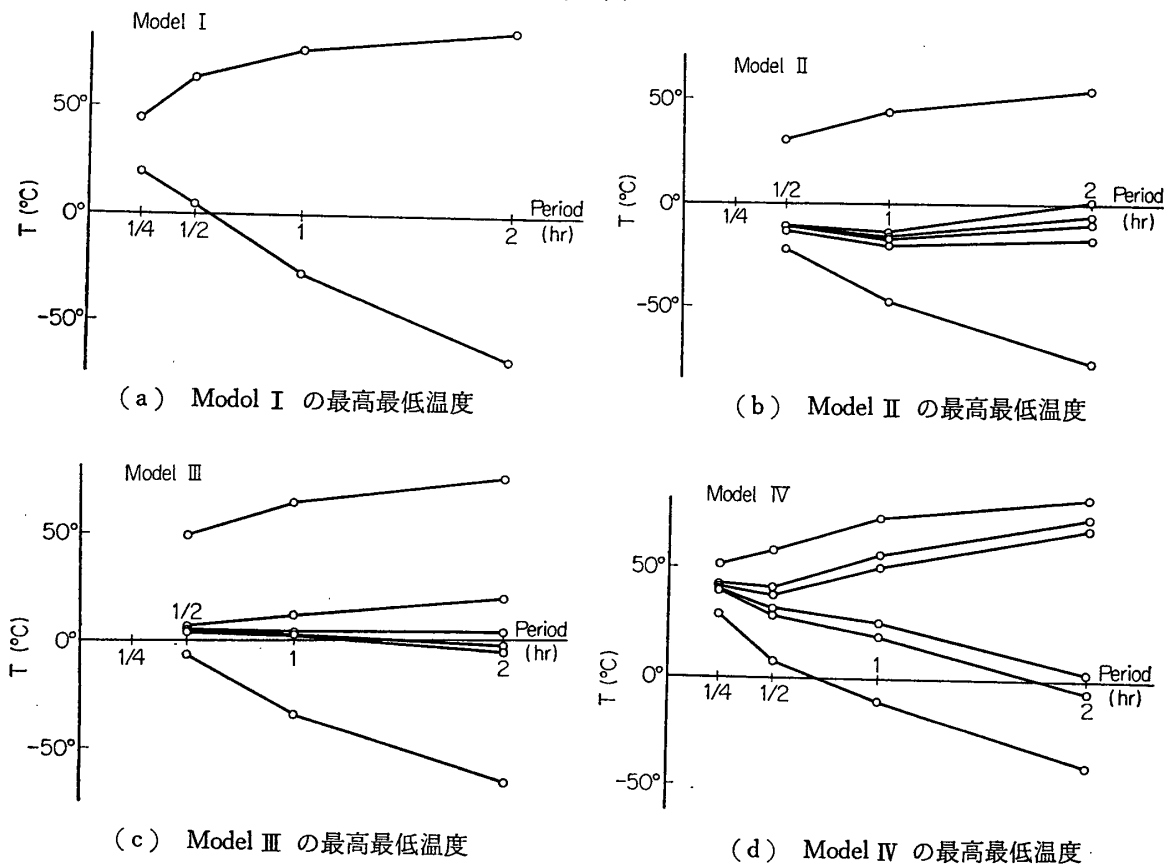 Model I
50°
0°
-50°
T (°C)
1/4
1/2
1
2
Period
(hr)
(a) Modol I の最高最低温度
Model II
50°
0°
-50°
T (°C)
1/4
1/2
1
2
Period
(hr)
(b) Model II の最高最低温度
Model III
50°
0°
-50°
T (°C)
1/4
1/2
1
2
Period
(hr)
(c) Model III の最高最低温度
Model IV
50°
0°
-50°
T (°C)
1/4
1/2
1
2
Period
(hr)
(d) Model IV の最高最低温度